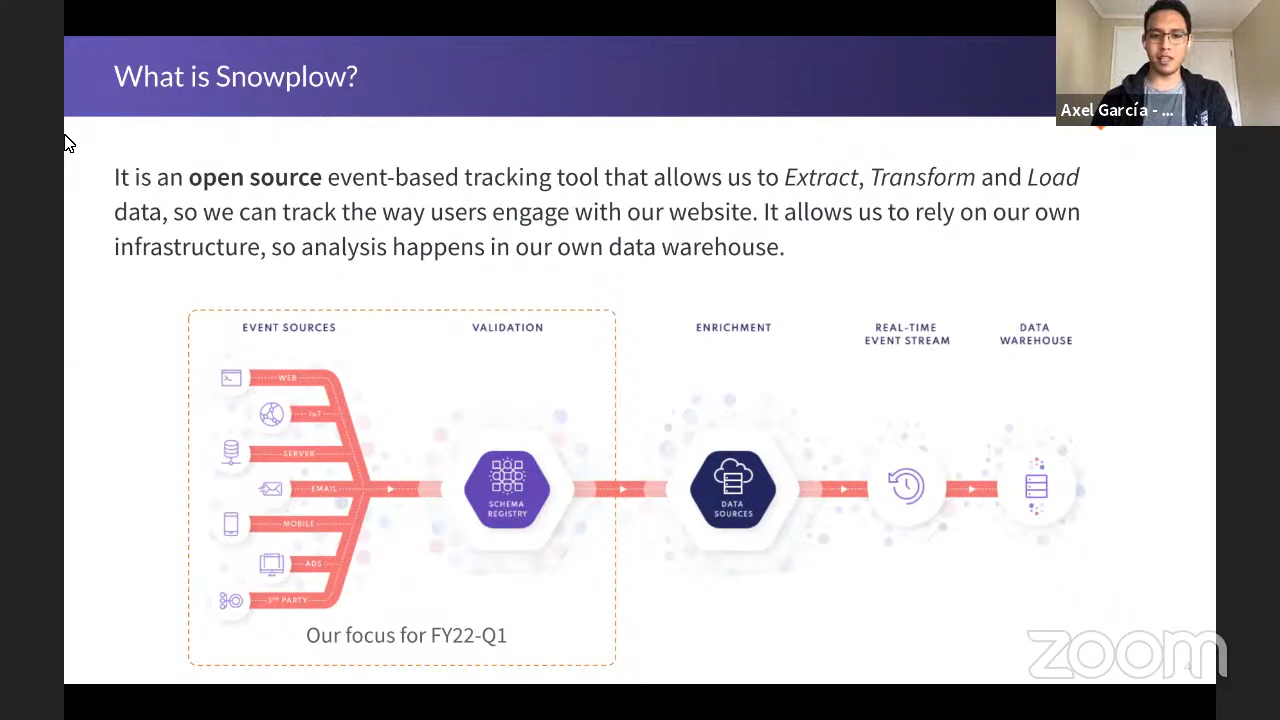 What is Snowplow?
Axel García - ...
It is an open source event-based tracking tool that allows us to Extract, Transform and Load
data, so we can track the way users engage with our website. It allows us to rely on our own
infrastructure, so analysis happens in our own data warehouse.
EVENT SOURCES
VALIDATION
ENRICHMENT
REAL-TIME
EVENT STREAM
DATA
WAREHOUSE
WEB
IoT
SERVER
EMAIL
MOBILE
ADS
3RD PARTY
SCHEMA
REGISTRY
DATA
SOURCES
Our focus for FY22-Q1
zoom
4